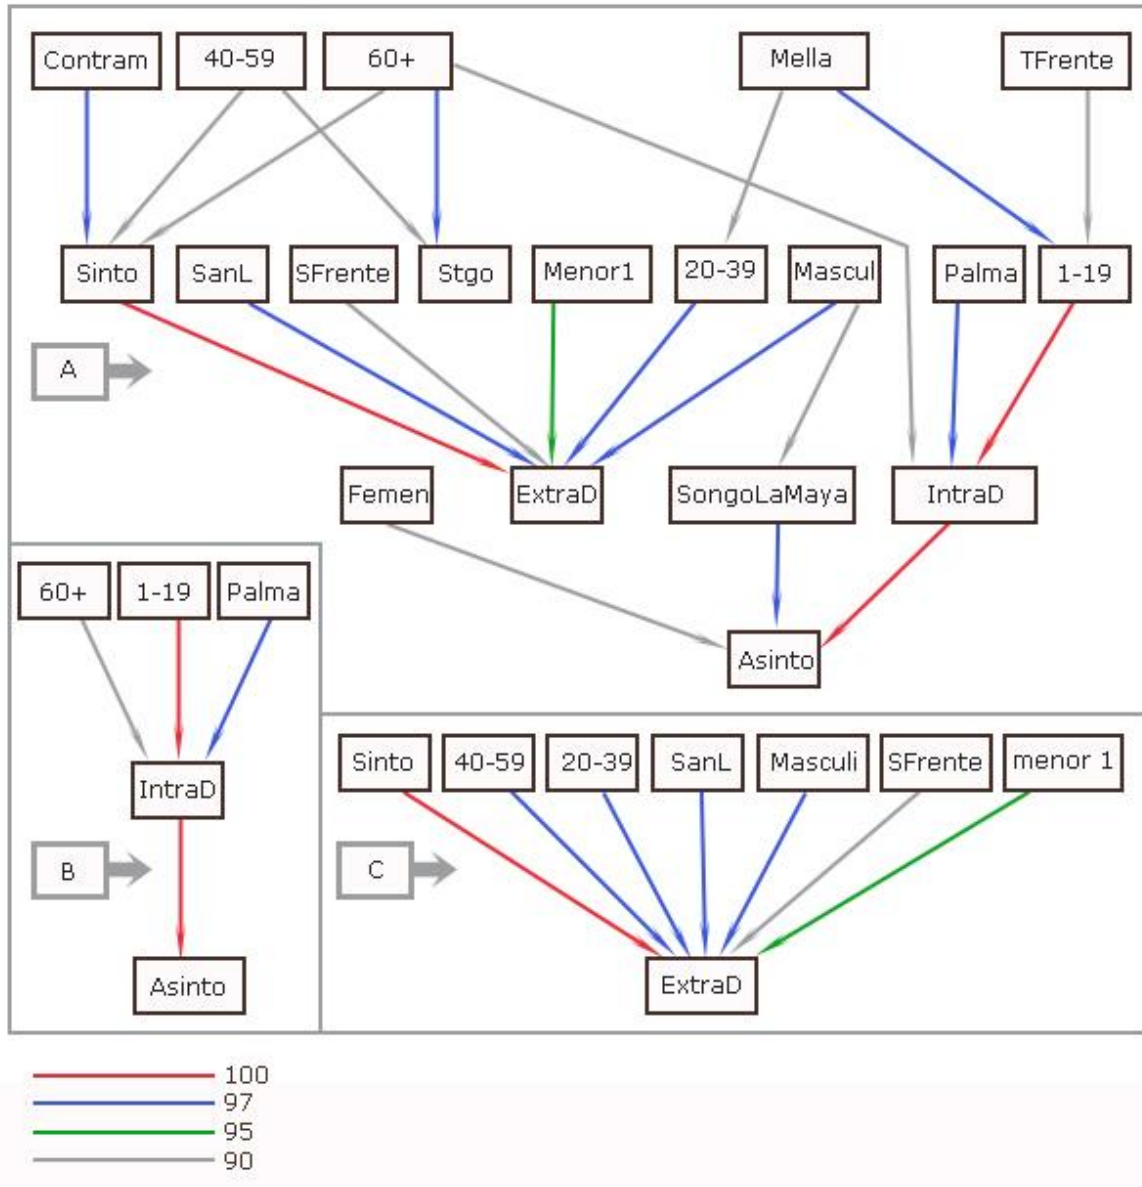 Contram 40-59 60+ Mella TFrente
Sinto SanL SFrente Stgo Menor1 20-39 Mascul Palma 1-19
A
Femen ExtraD SongoLaMaya IntraD
Asinto
60+ 1-19 Palma
IntraD
B
Asinto
Sinto 40-59 20-39 SanL Masculi SFrente menor 1
C
ExtraD
100
97
95
90